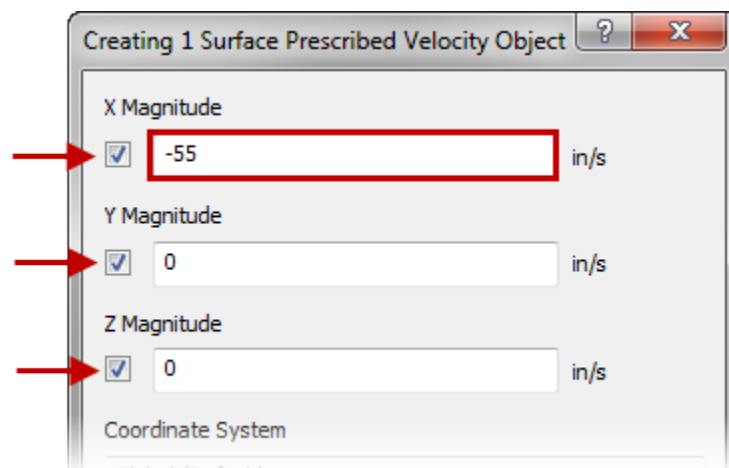 Creating 1 Surface Prescribed Velocity Object ? X
X Magnitude
-55 in/s
Y Magnitude
0 in/s
Z Magnitude
0 in/s
Coordinate System